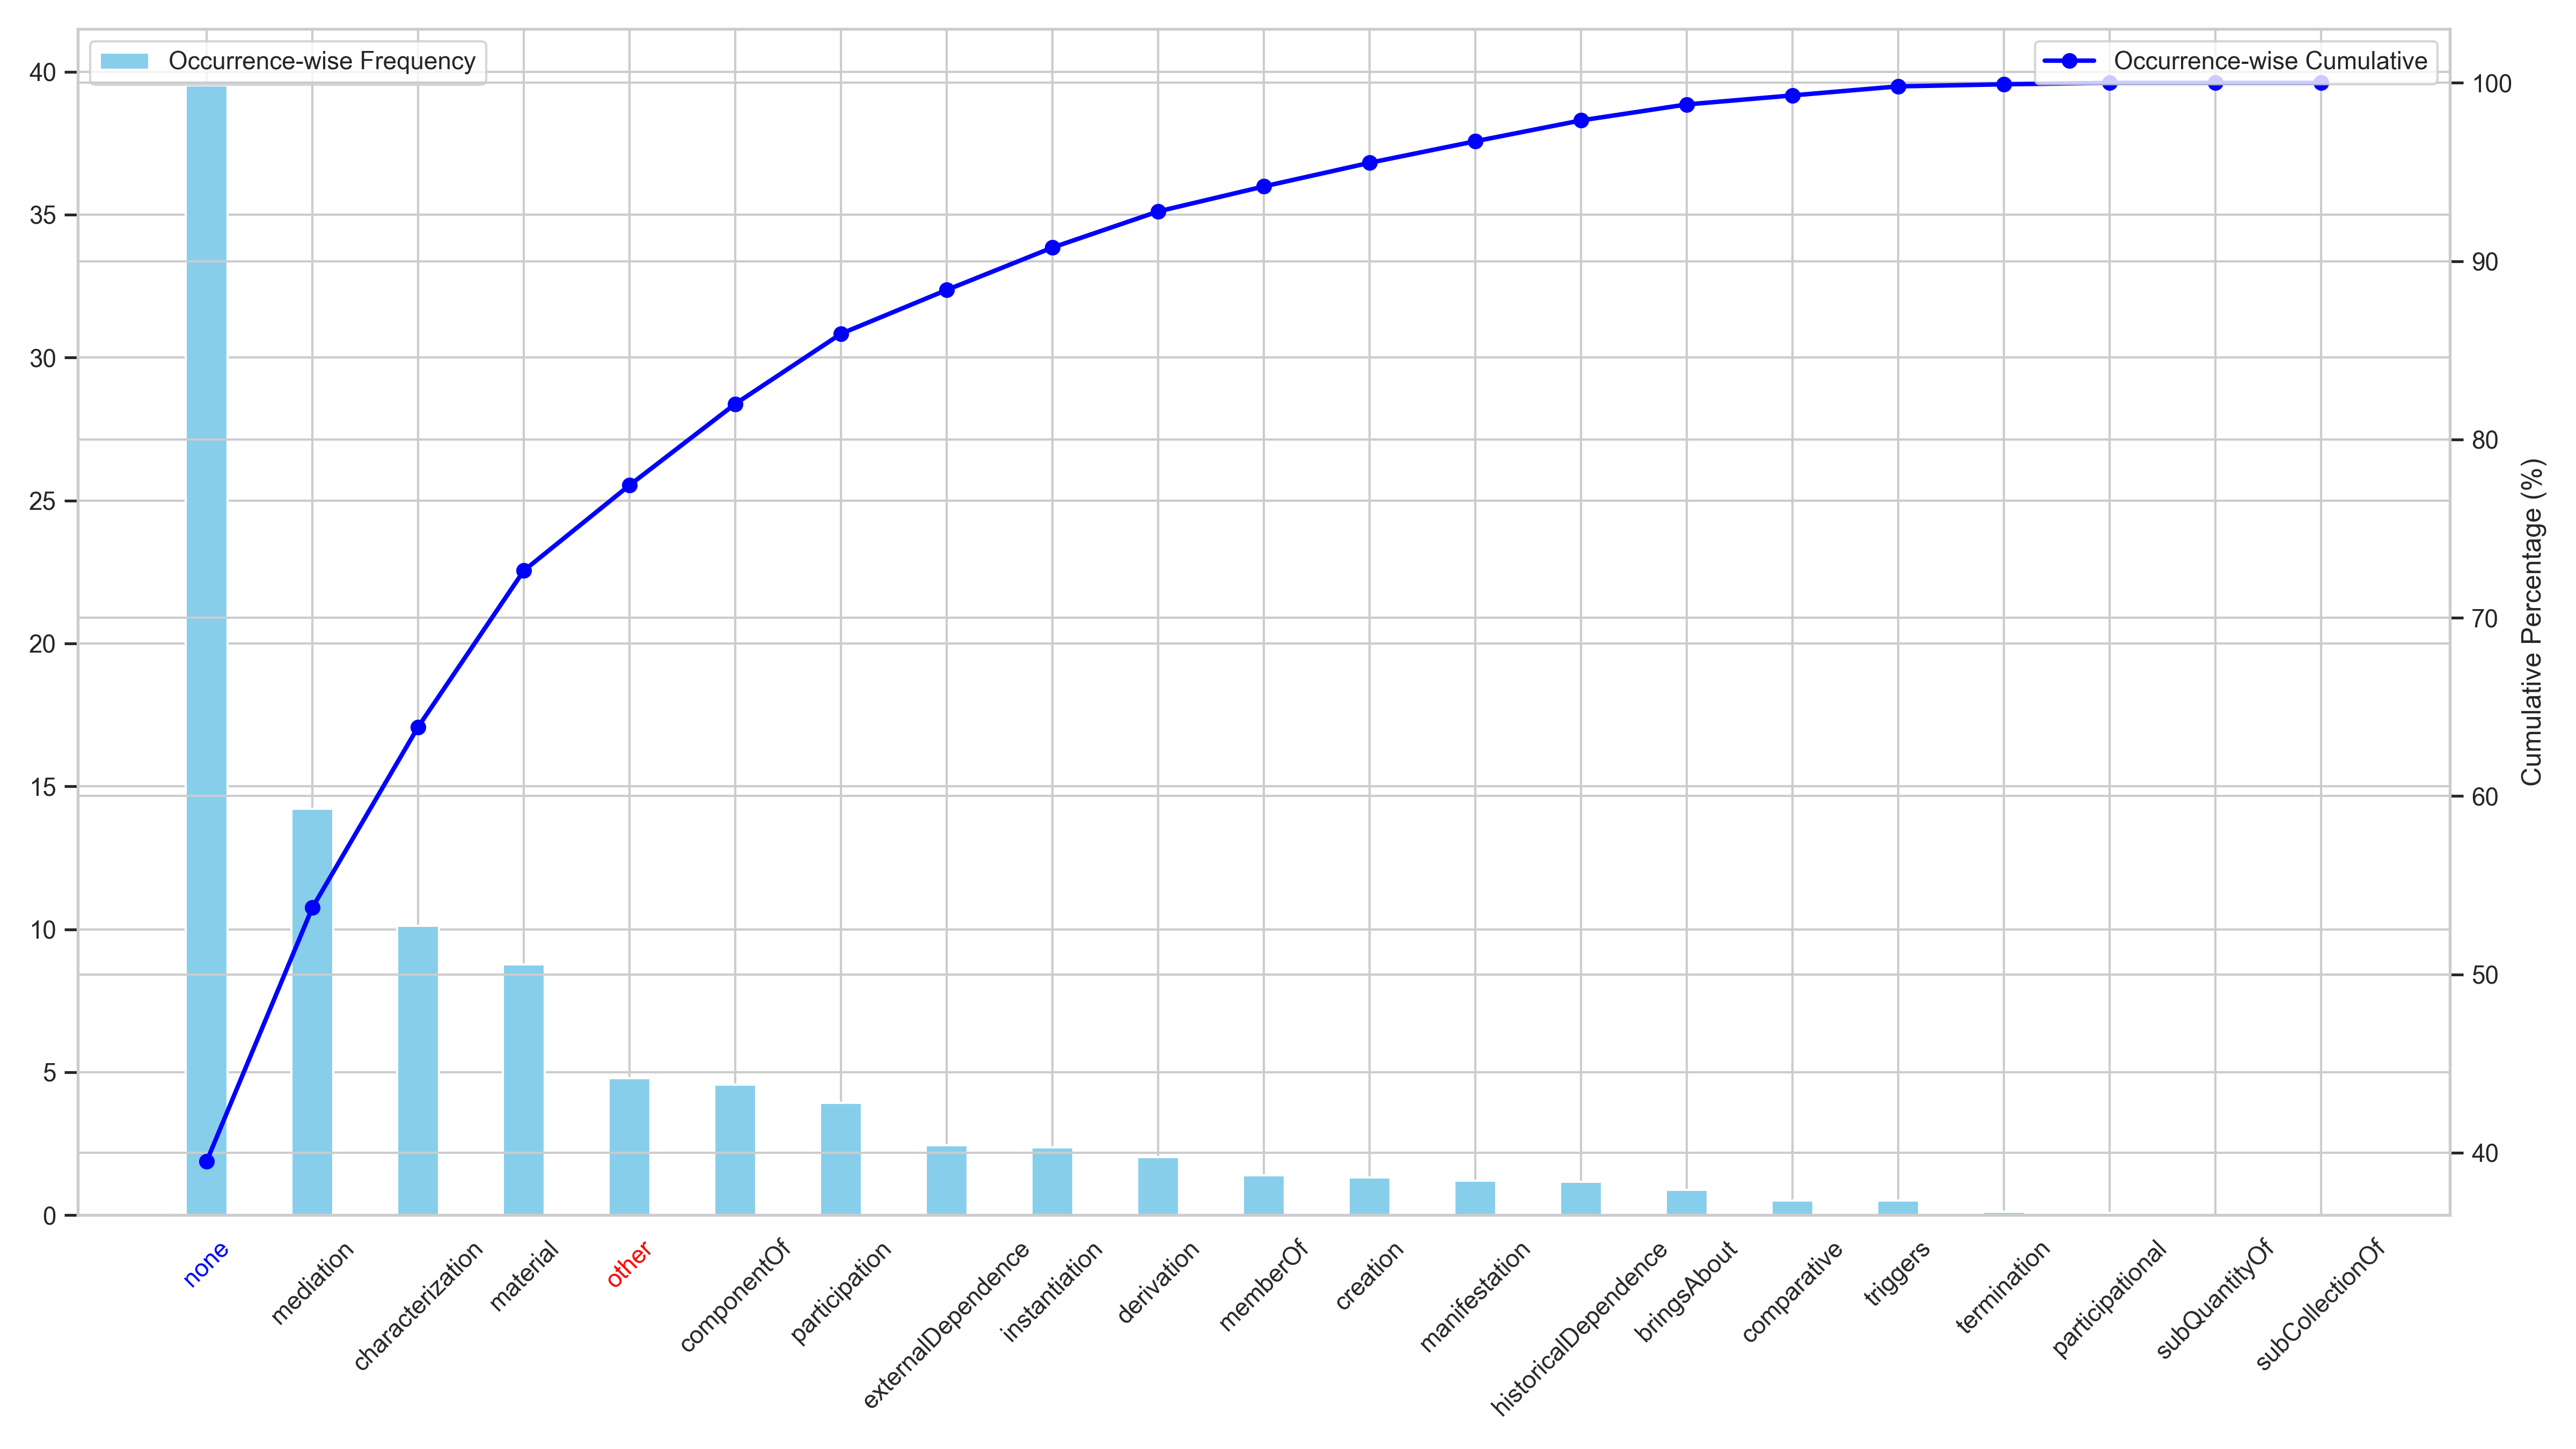 Occurrence-wise Frequency
Occurrence-wise Cumulative
40
35
30
25
20
15
10
5
0
100
90
80
70
60
50
40
Cumulative Percentage (%)
none
mediation
characterization
material
other
componentOf
participation
externalDependence
instantiation
derivation
memberOf
creation
manifestation
historicalDependence
bringsAbout
comparative
triggers
termination
participational
subQuantityOf
subCollectionOf